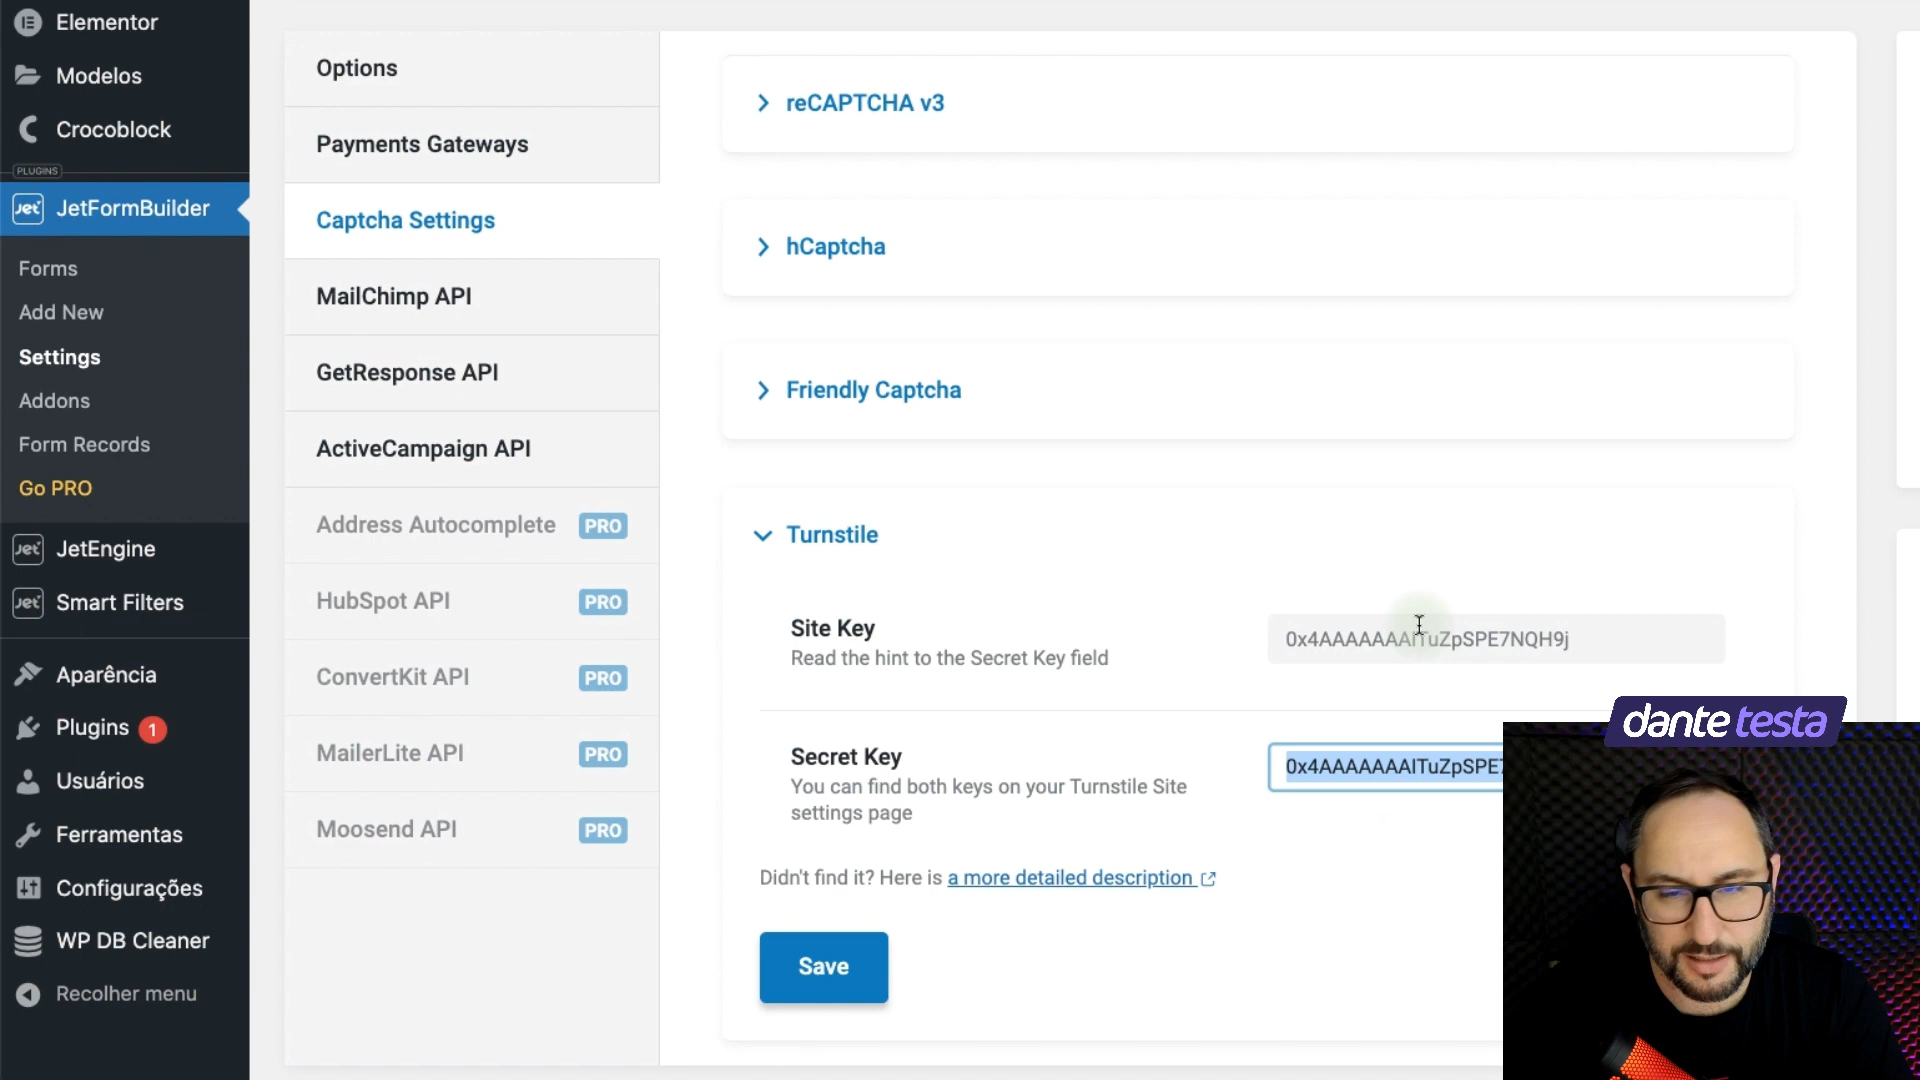 Elementor
Modelos
Crocoblock
PLUGINS
JetFormBuilder
Forms
Add New
Settings
Addons
Form Records
Go PRO
JetEngine
Smart Filters
Aparência
Plugins 1
Usuários
Ferramentas
Configurações
WP DB Cleaner
Recolher menu
Options
Payments Gateways
Captcha Settings
MailChimp API
GetResponse API
ActiveCampaign API
Address Autocomplete PRO
HubSpot API PRO
ConvertKit API PRO
MailerLite API PRO
Moosend API PRO
reCAPTCHA v3
hCaptcha
Friendly Captcha
Turnstile
Site Key
Read the hint to the Secret Key field
0x4AAAAAAAITuZpSPE7NQH9j
Secret Key
You can find both keys on your Turnstile Site
settings page
0x4AAAAAAAITuZpSPE7
Didn't find it? Here is a more detailed description
Save
dante testa